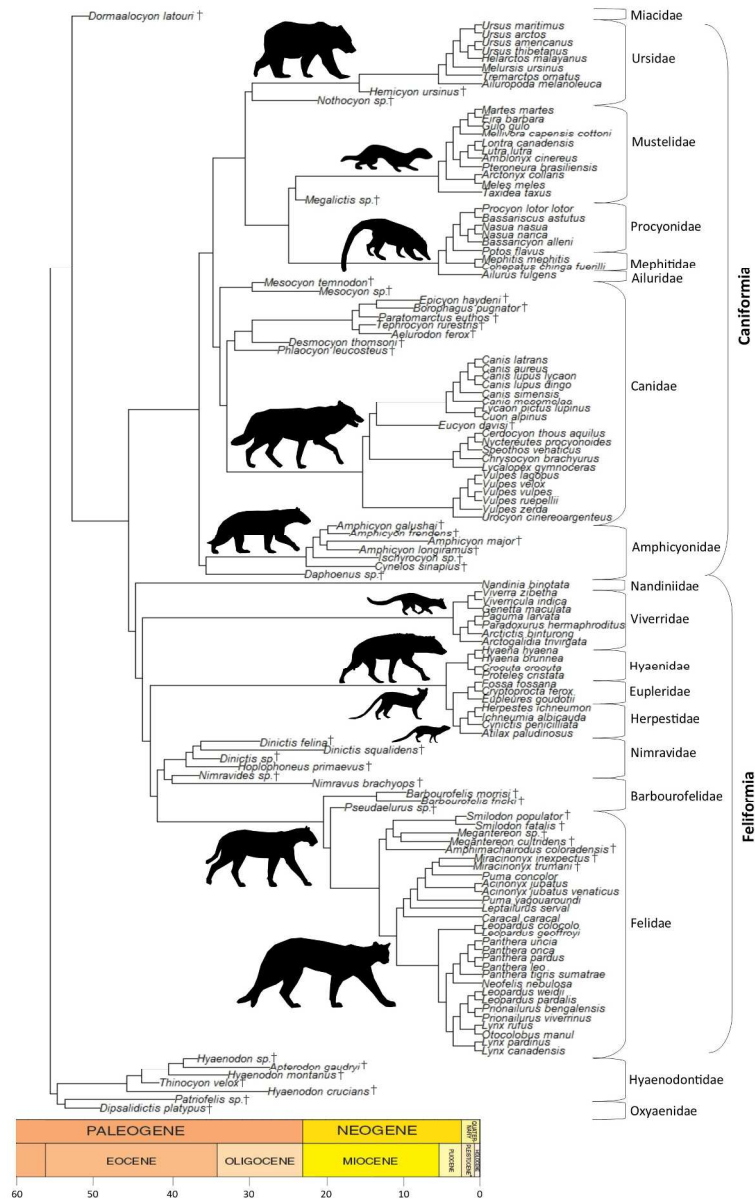 Dormaalocyon latouri †
Miacidae
Ursus maritimus
Ursus arctos
Ursus americanus
Ursus thibetanus
Helarctos malayanus
Melursis ursinus
Tremarctos ornatus
Ailuropoda melanoleuca
Hemicyon ursinus†
Nothocyon sp.†
Ursidae
Martes martes
Eira barbara
Gulo gulo
Mellivora capensis cottoni
Lontra canadensis
Lutra lutra
Amblonyx cinereus
Pteroneura brasiliensis
Arctonyx collaris
Meles meles
Taxidea taxus
Megalictis sp.†
Mustelidae
Procyon lotor lotor
Bassariscus astutus
Nasua nasua
Nasua narica
Bassaricyon alleni
Potos flavus
Procyonidae
Mephitis mephitis
Conepatus chinga fuerilli
Mephitidae
Ailurus fulgens
Ailuridae
Caniformia
Mesocyon temnodon†
Mesocyon sp†
Epicyon haydeni †
Borophagus pugnator †
Paratomarctus euthos †
Tephrocyon rurestris†
Aelurodon ferox†
Desmocyon thomsoni†
Phlaocyon leucosteus†
Canis latrans
Canis aureus
Canis lupus lycaon
Canis lupus dingo
Canis simensis
Canis mesomelas
Lycaon pictus lupinus
Cuon alpinus
Eucyon davisi†
Cerdocyon thous aquilus
Nyctereutes procyonoides
Speothos venaticus
Chrysocyon brachyurus
Lycalopex gymnoceras
Vulpes lagopus
Vulpes velox
Vulpes vulpes
Vulpes ruepellii
Vulpes zerda
Urocyon cinereoargenteus
Canidae
Amphicyon galushai†
Amphicyon frendens†
Amphicyon major†
Amphicyon longiramus†
Ischyrocyon sp.†
Cynelos sinapius†
Daphoenus sp.†
Amphicyonidae
Nandinia binotata
Nandiniidae
Viverra zibetha
Viverricula indica
Genetta maculata
Paguma larvata
Paradoxurus hermaphroditus
Arctictis binturong
Arctogalidia trivirgata
Viverridae
Hyaena hyaena
Hyaena brunnea
Crocuta crocuta
Proteles cristata
Hyaenidae
Fossa fossana
Cryptoprocta ferox
Eupleures goudotii
Eupleridae
Herpestes ichneumon
Ichneumia albicauda
Cynictis penicilliata
Atilax paludinosus
Herpestidae
Dinictis felina†
Dinictis squalidens†
Dinictis sp.†
Hoplophoneus primaevus†
Nimravides sp.†
Nimravus brachyops †
Nimravidae
Barbourofelis morrisi†
Barbourofelis fricki†
Pseudaelurus sp.†
Barbourofelidae
Feliformia
Smilodon populator†
Smilodon fatalis †
Megantereon sp.†
Megantereon cultridens †
Amphimachairodus coloradensis†
Miracinonyx inexpectus †
Miracinonyx trumani †
Puma concolor
Acinonyx jubatus
Acinonyx jubatus venaticus
Puma yagouaroundi
Leptailurus serval
Caracal caracal
Leopardus colocolo
Leopardus geoffroyi
Panthera uncia
Panthera onca
Panthera pardus
Panthera leo
Panthera tigris sumatrae
Neofelis nebulosa
Leopardus weidii
Leopardus pardalis
Prionailurus bengalensis
Prionailurus viverrinus
Lynx rufus
Otocolobus manul
Lynx pardinus
Lynx canadensis
Felidae
Hyaenodon sp.†
Apterodon gaudryi†
Hyaenodon montanus†
Thinocyon velox†
Hyaenodon crucians†
Hyaenodontidae
Patriofelis sp.†
Dipsalidictis platypus†
Oxyaenidae
PALEOGENE
NEOGENE
QUATER-
NARY
EOCENE
OLIGOCENE
MIOCENE
PLIOCENE
PLEISTOCENE
HOLOCENE
60 50 40 30 20 10 0